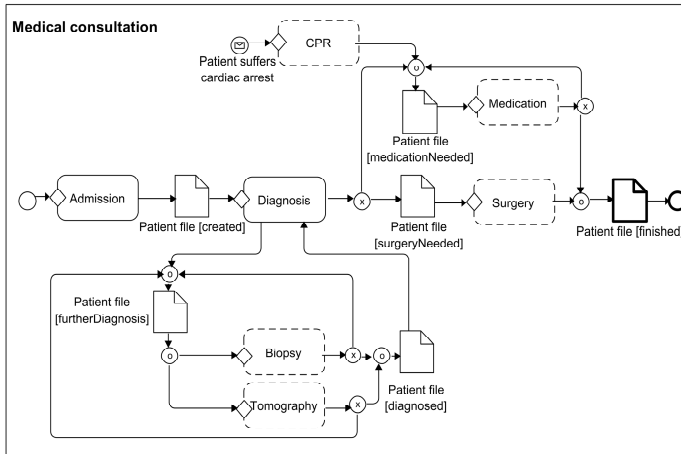 Medical consultation
CPR
Patient suffers
cardiac arrest
o
Medication
x
Patient file
[medicationNeeded]
Admission
Diagnosis
x
Surgery
o
Patient file [created]
Patient file
[surgeryNeeded]
Patient file [finished]
o
Patient file
[furtherDiagnosis]
o
Biopsy
x
o
Tomography
x
Patient file
[diagnosed]